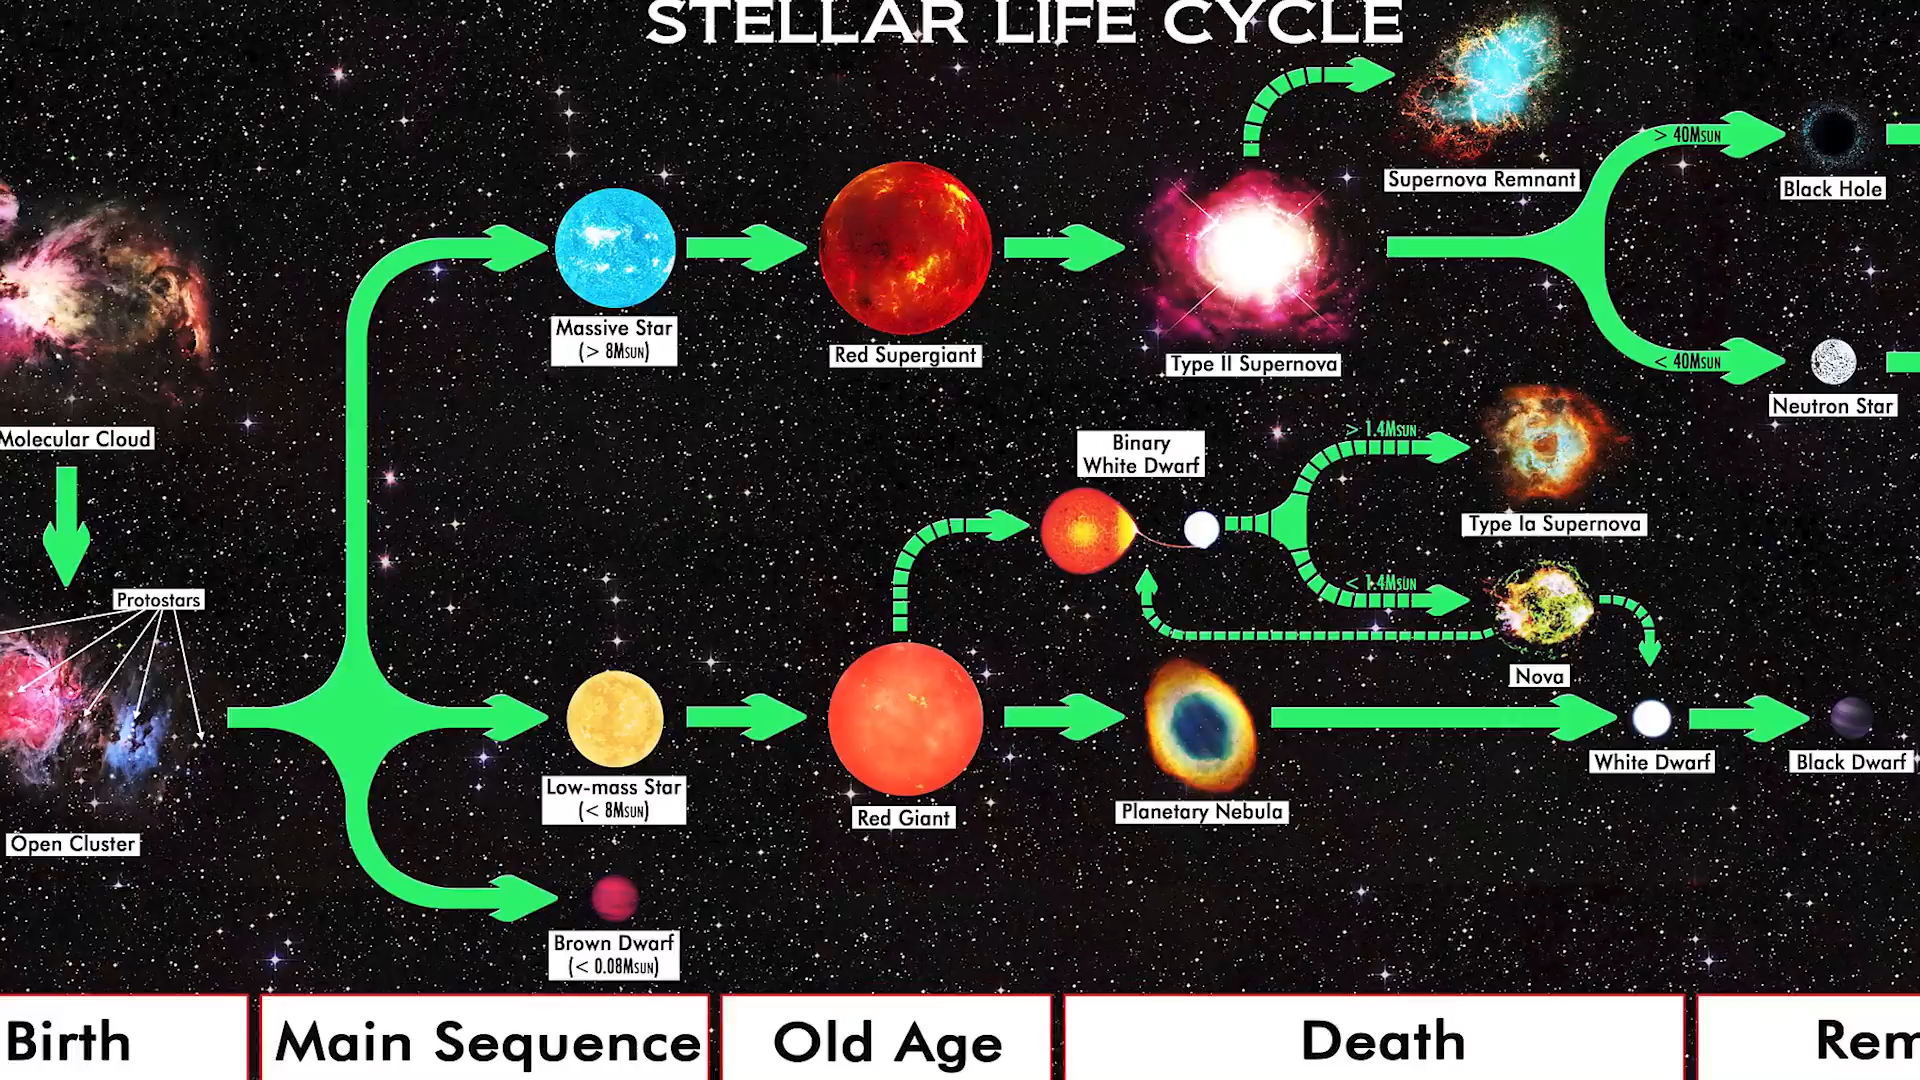 STELLAR LIFE CYCLE
> 40MSUN
Supernova Remnant
Black Hole
Massive Star
(> 8MSUN)
Red Supergiant
Type II Supernova
< 40MSUN
Neutron Star
Molecular Cloud
> 1.4MSUN
Binary
White Dwarf
Type Ia Supernova
< 1.4MSUN
Protostars
Nova
White Dwarf
Black Dwarf
Low-mass Star
(< 8MSUN)
Red Giant
Planetary Nebula
Open Cluster
Brown Dwarf
(< 0.08MSUN)
Birth
Main Sequence
Old Age
Death
Rem